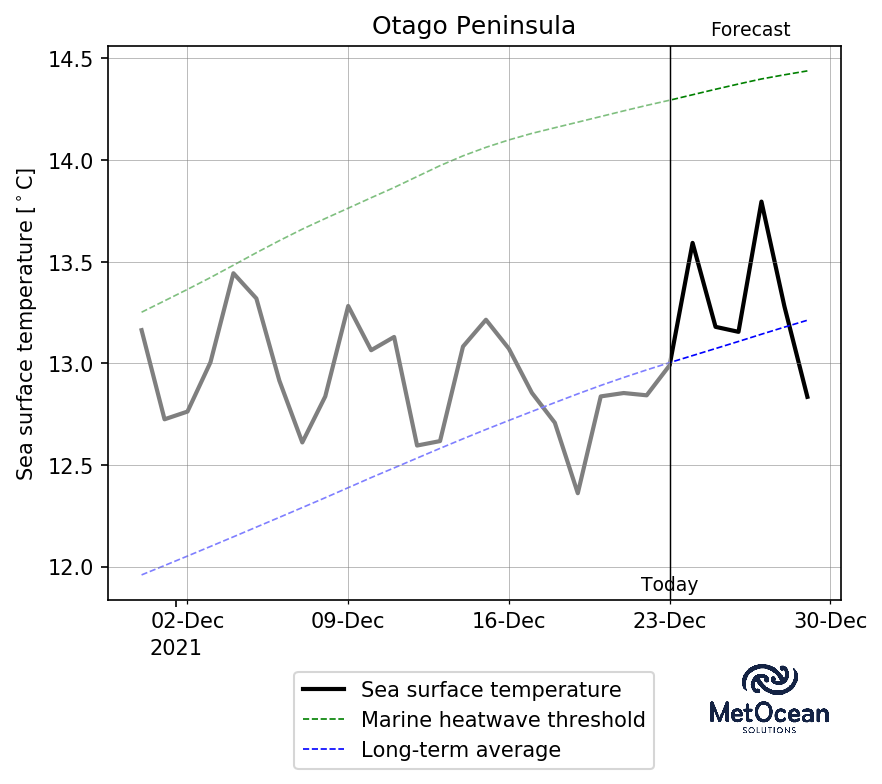 Otago Peninsula
Forecast
Sea surface temperature [°C]
14.5
14.0
13.5
13.0
12.5
12.0
Today
02-Dec 09-Dec 16-Dec 23-Dec 30-Dec
2021
Sea surface temperature
Marine heatwave threshold
Long-term average
MetOcean
SOLUTIONS